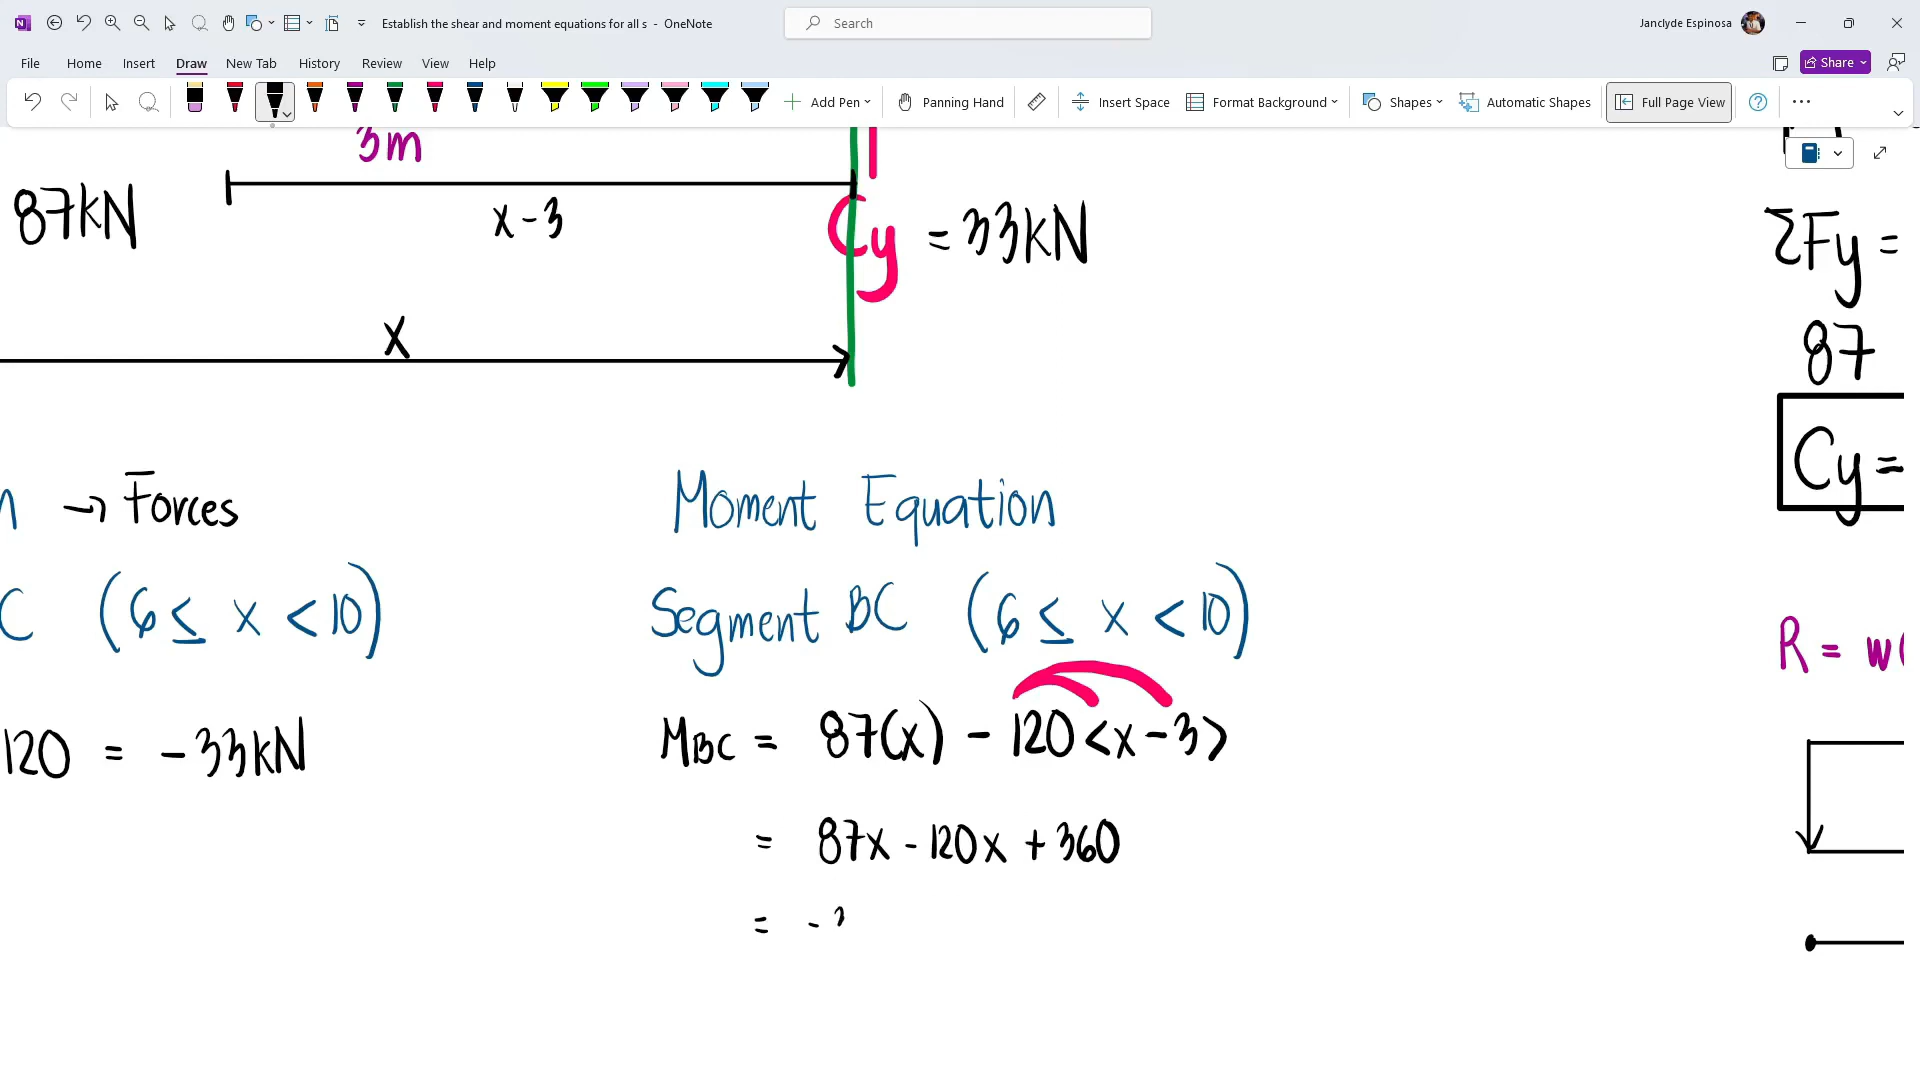 Establish the shear and moment equations for all s - OneNote
Search
Janclyde Espinosa
File Home Insert Draw New Tab History Review View Help
Share
Add Pen Panning Hand Insert Space Format Background Shapes Automatic Shapes Full Page View
3m
87kN
x - 3
Cy = 33kN
ΣFy =
x
87
Cy =
→ Forces
Moment Equation
C (6 ≤ x < 10)
Segment BC (6 ≤ x < 10)
R = w(
120 = -33kN
MBC = 87(x) - 120<x - 3>
= 87x - 120x + 360
= -